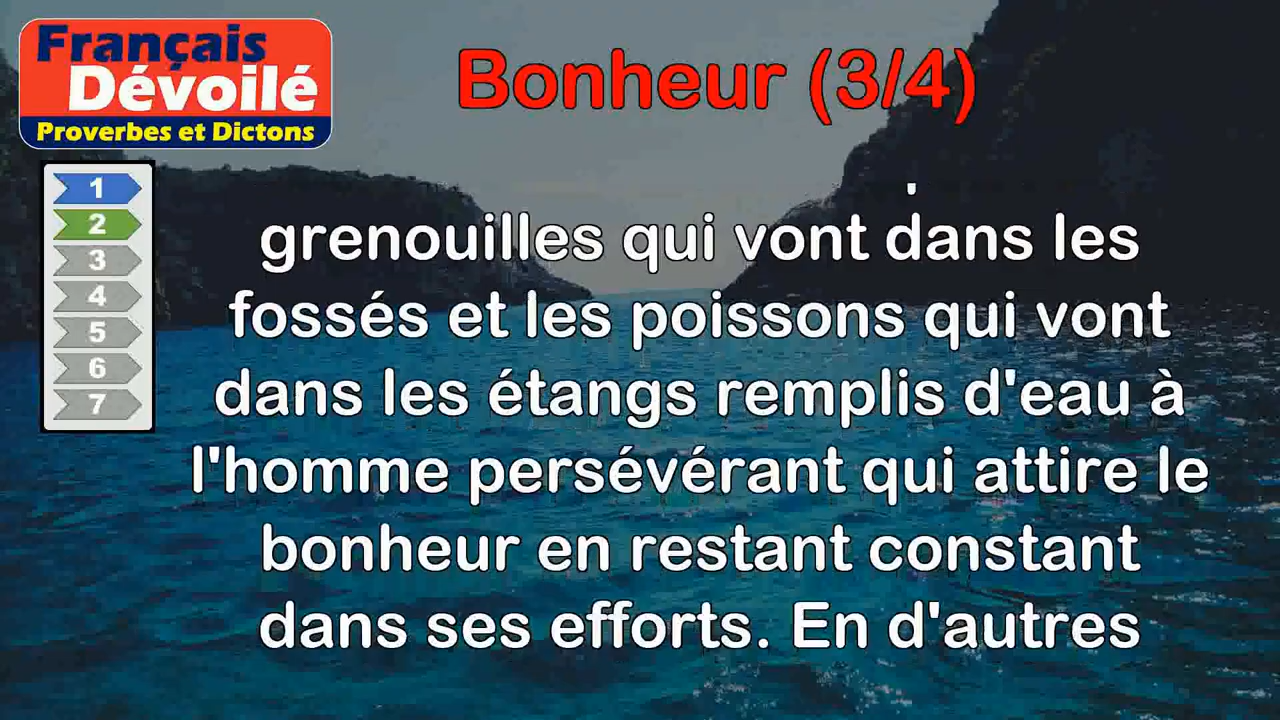 Français
Dévoilé
Proverbes et Dictons
Bonheur (3/4)
1
2
3
4
5
6
7
grenouilles qui vont dans les
fossés et les poissons qui vont
dans les étangs remplis d'eau à
l'homme persévérant qui attire le
bonheur en restant constant
dans ses efforts. En d'autres